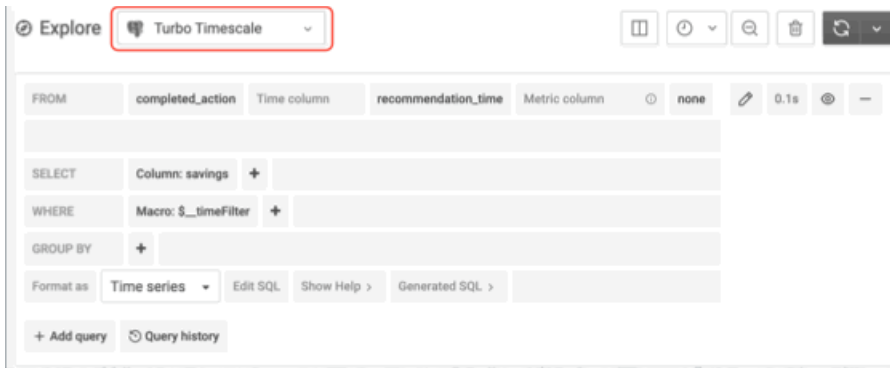 Explore Turbo Timescale
FROM completed_action Time column recommendation_time Metric column none 0.1s
SELECT Column: savings +
WHERE Macro: $__timeFilter +
GROUP BY +
Format as Time series Edit SQL Show Help > Generated SQL >
+ Add query Query history